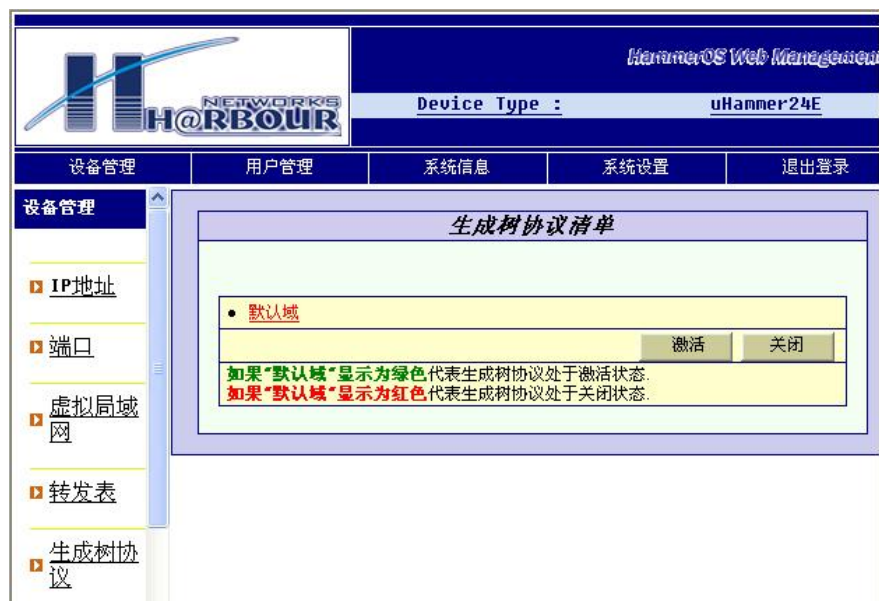 NETWORKS
H@RBOUR
HammerOS Web Management
Device Type : uHammer24E
设备管理 用户管理 系统信息 系统设置 退出登录
设备管理
IP地址
端口
虚拟局域
网
转发表
生成树协
议
生成树协议清单
默认域
激活 关闭
如果"默认域"显示为绿色代表生成树协议处于激活状态.
如果"默认域"显示为红色代表生成树协议处于关闭状态.